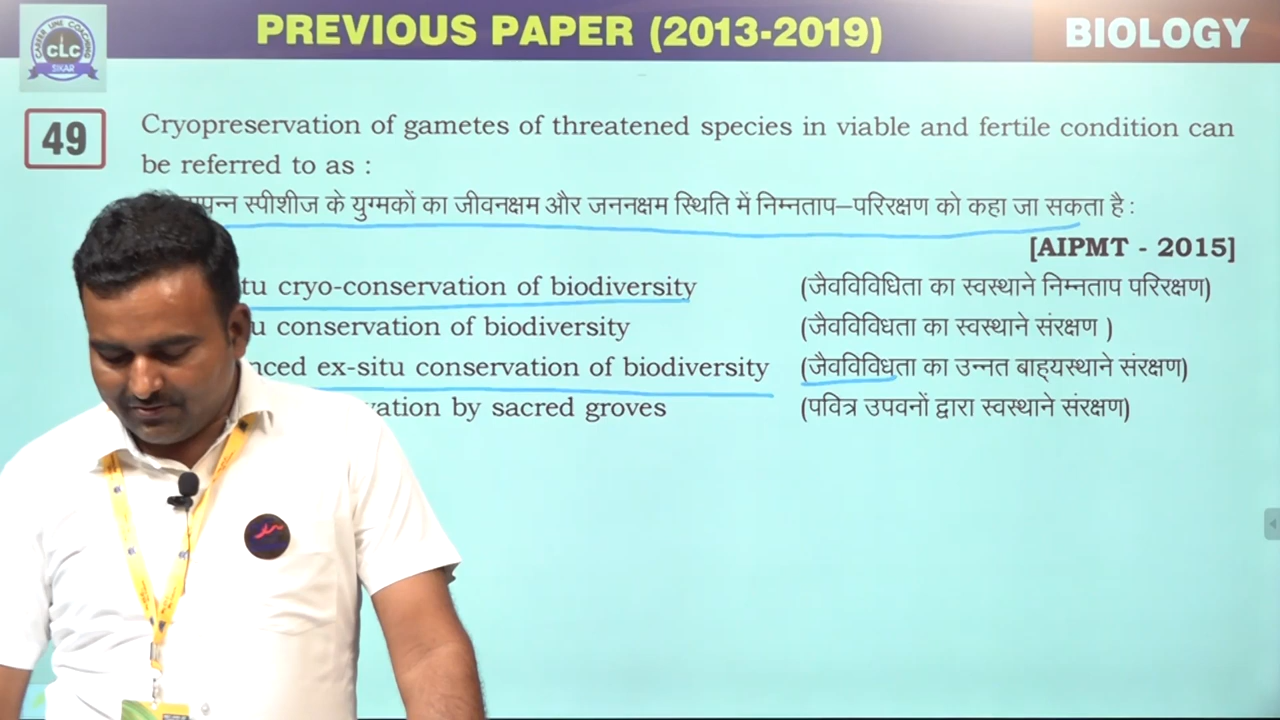 PREVIOUS PAPER (2013-2019)
BIOLOGY
CAREER LINE COACHING
CLC
SIKAR
49
Cryopreservation of gametes of threatened species in viable and fertile condition can
be referred to as :
स्पीशीज के युग्मकों का जीवनक्षम और जननक्षम स्थिति में निम्नताप–परिरक्षण को कहा जा सकता है :
[AIPMT - 2015]
cryo-conservation of biodiversity (जैवविविधिता का स्वस्थाने निम्नताप परिरक्षण)
conservation of biodiversity (जैवविविधता का स्वस्थाने संरक्षण )
ex-situ conservation of biodiversity (जैवविविधता का उन्नत बाह्यस्थाने संरक्षण)
by sacred groves (पवित्र उपवनों द्वारा स्वस्थाने संरक्षण)